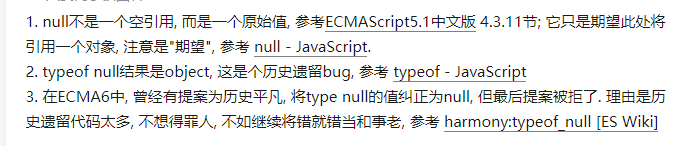 1. null不是一个空引用, 而是一个原始值, 参考ECMAScript5.1中文版 4.3.11节; 它只是期望此处将
引用一个对象, 注意是"期望", 参考 null - JavaScript.
2. typeof null结果是object, 这是个历史遗留bug, 参考 typeof - JavaScript
3. 在ECMA6中, 曾经有提案为历史平凡, 将type null的值纠正为null, 但最后提案被拒了. 理由是历
史遗留代码太多, 不想得罪人, 不如继续将错就错当和事老, 参考 harmony:typeof_null [ES Wiki]